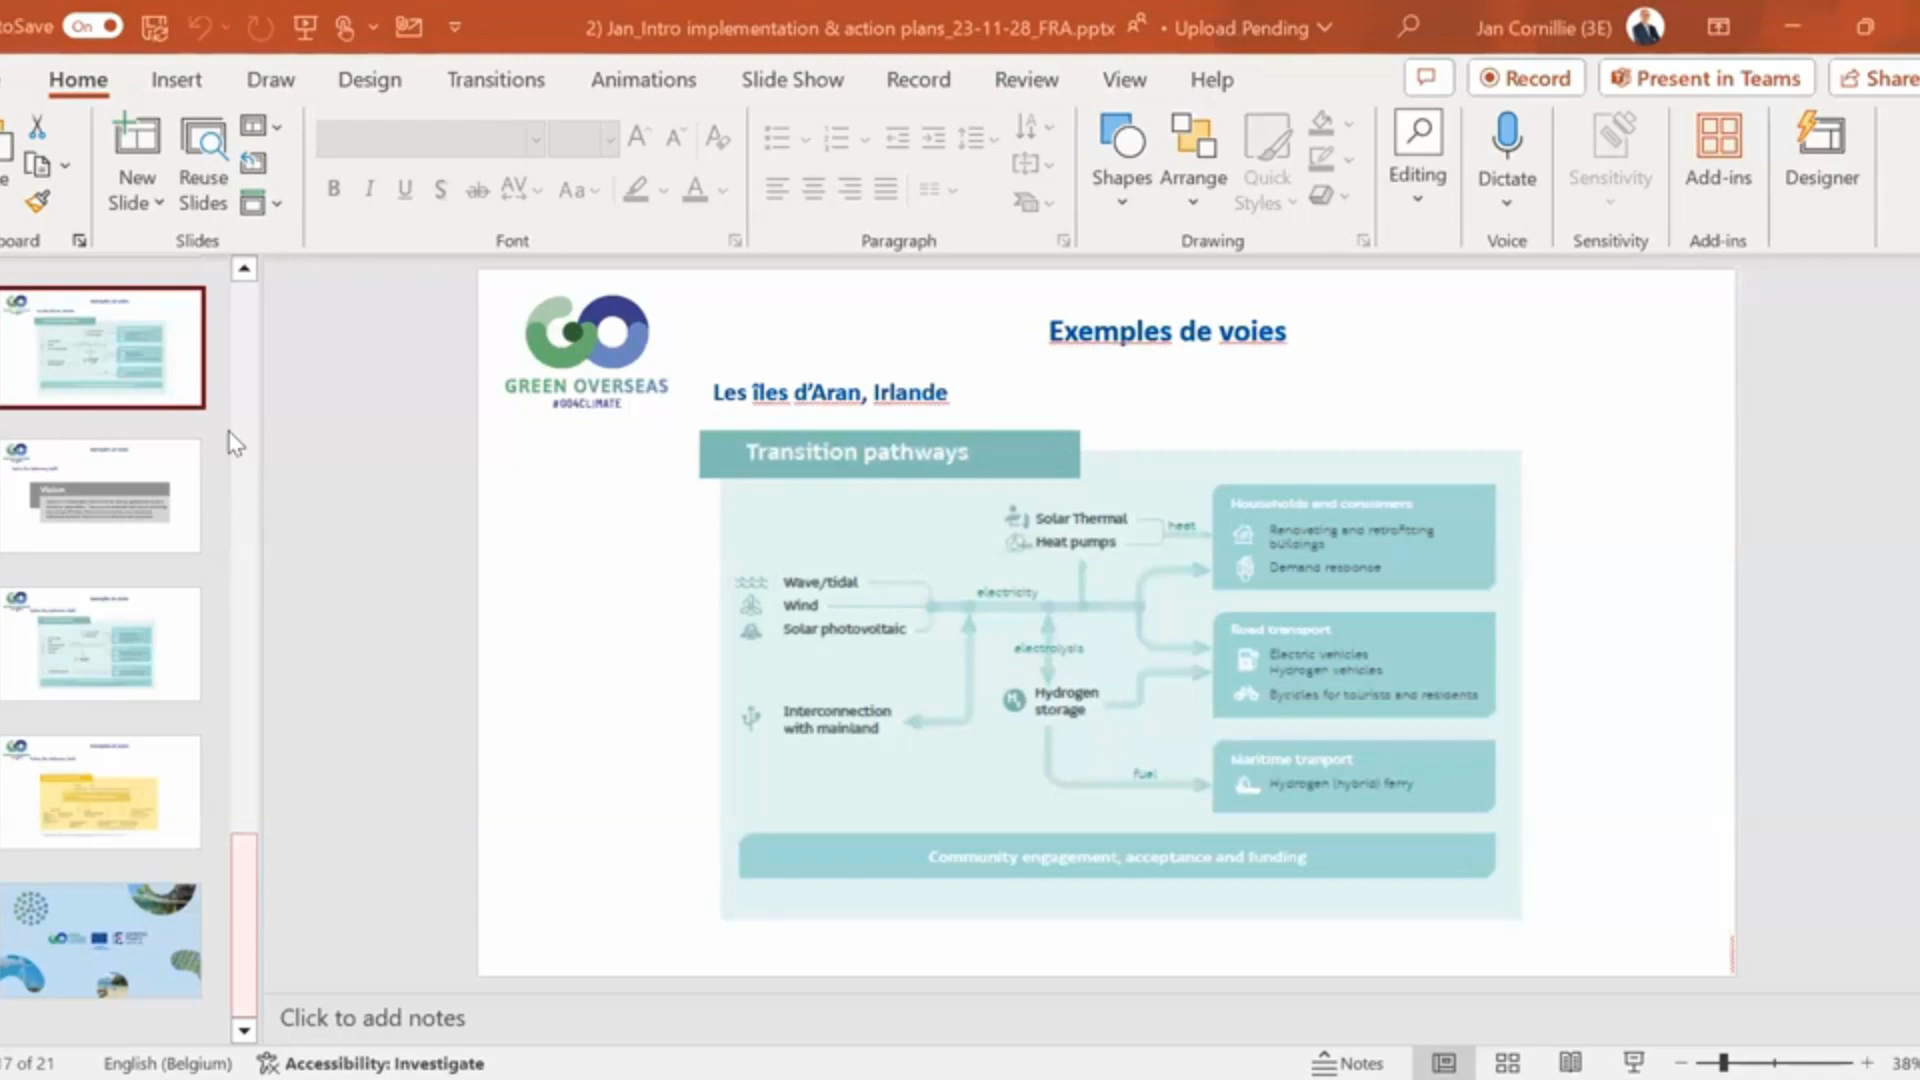 oSave On 2) Jan_Intro implementation & action plans_23-11-28_FRA.pptx • Upload Pending Jan Cornillie (3E)
Home Insert Draw Design Transitions Animations Slide Show Record Review View Help Record Present in Teams Share
New Slide
Reuse Slides
Shapes
Arrange
Quick Styles
Editing
Dictate
Sensitivity
Add-ins
Designer
board Slides Font Paragraph Drawing Voice Sensitivity Add-ins
GREEN OVERSEAS
#GO4CLIMATE
Exemples de voies
Les îles d'Aran, Irlande
Transition pathways
Solar Thermal
Heat pumps
heat
Wave/tidal
Wind
Solar photovoltaic
electricity
electrolysis
Hydrogen
storage
Interconnection
with mainland
fuel
Households and consumers
Renovating and retrofitting
buildings
Demand response
Road transport
Electric vehicles
Hydrogen vehicles
Bycicles for tourists and residents
Maritime tranport
Hydrogen (hybrid) ferry
Community engagement, acceptance and funding
Vision
Click to add notes
17 of 21 English (Belgium) Accessibility: Investigate Notes 38%